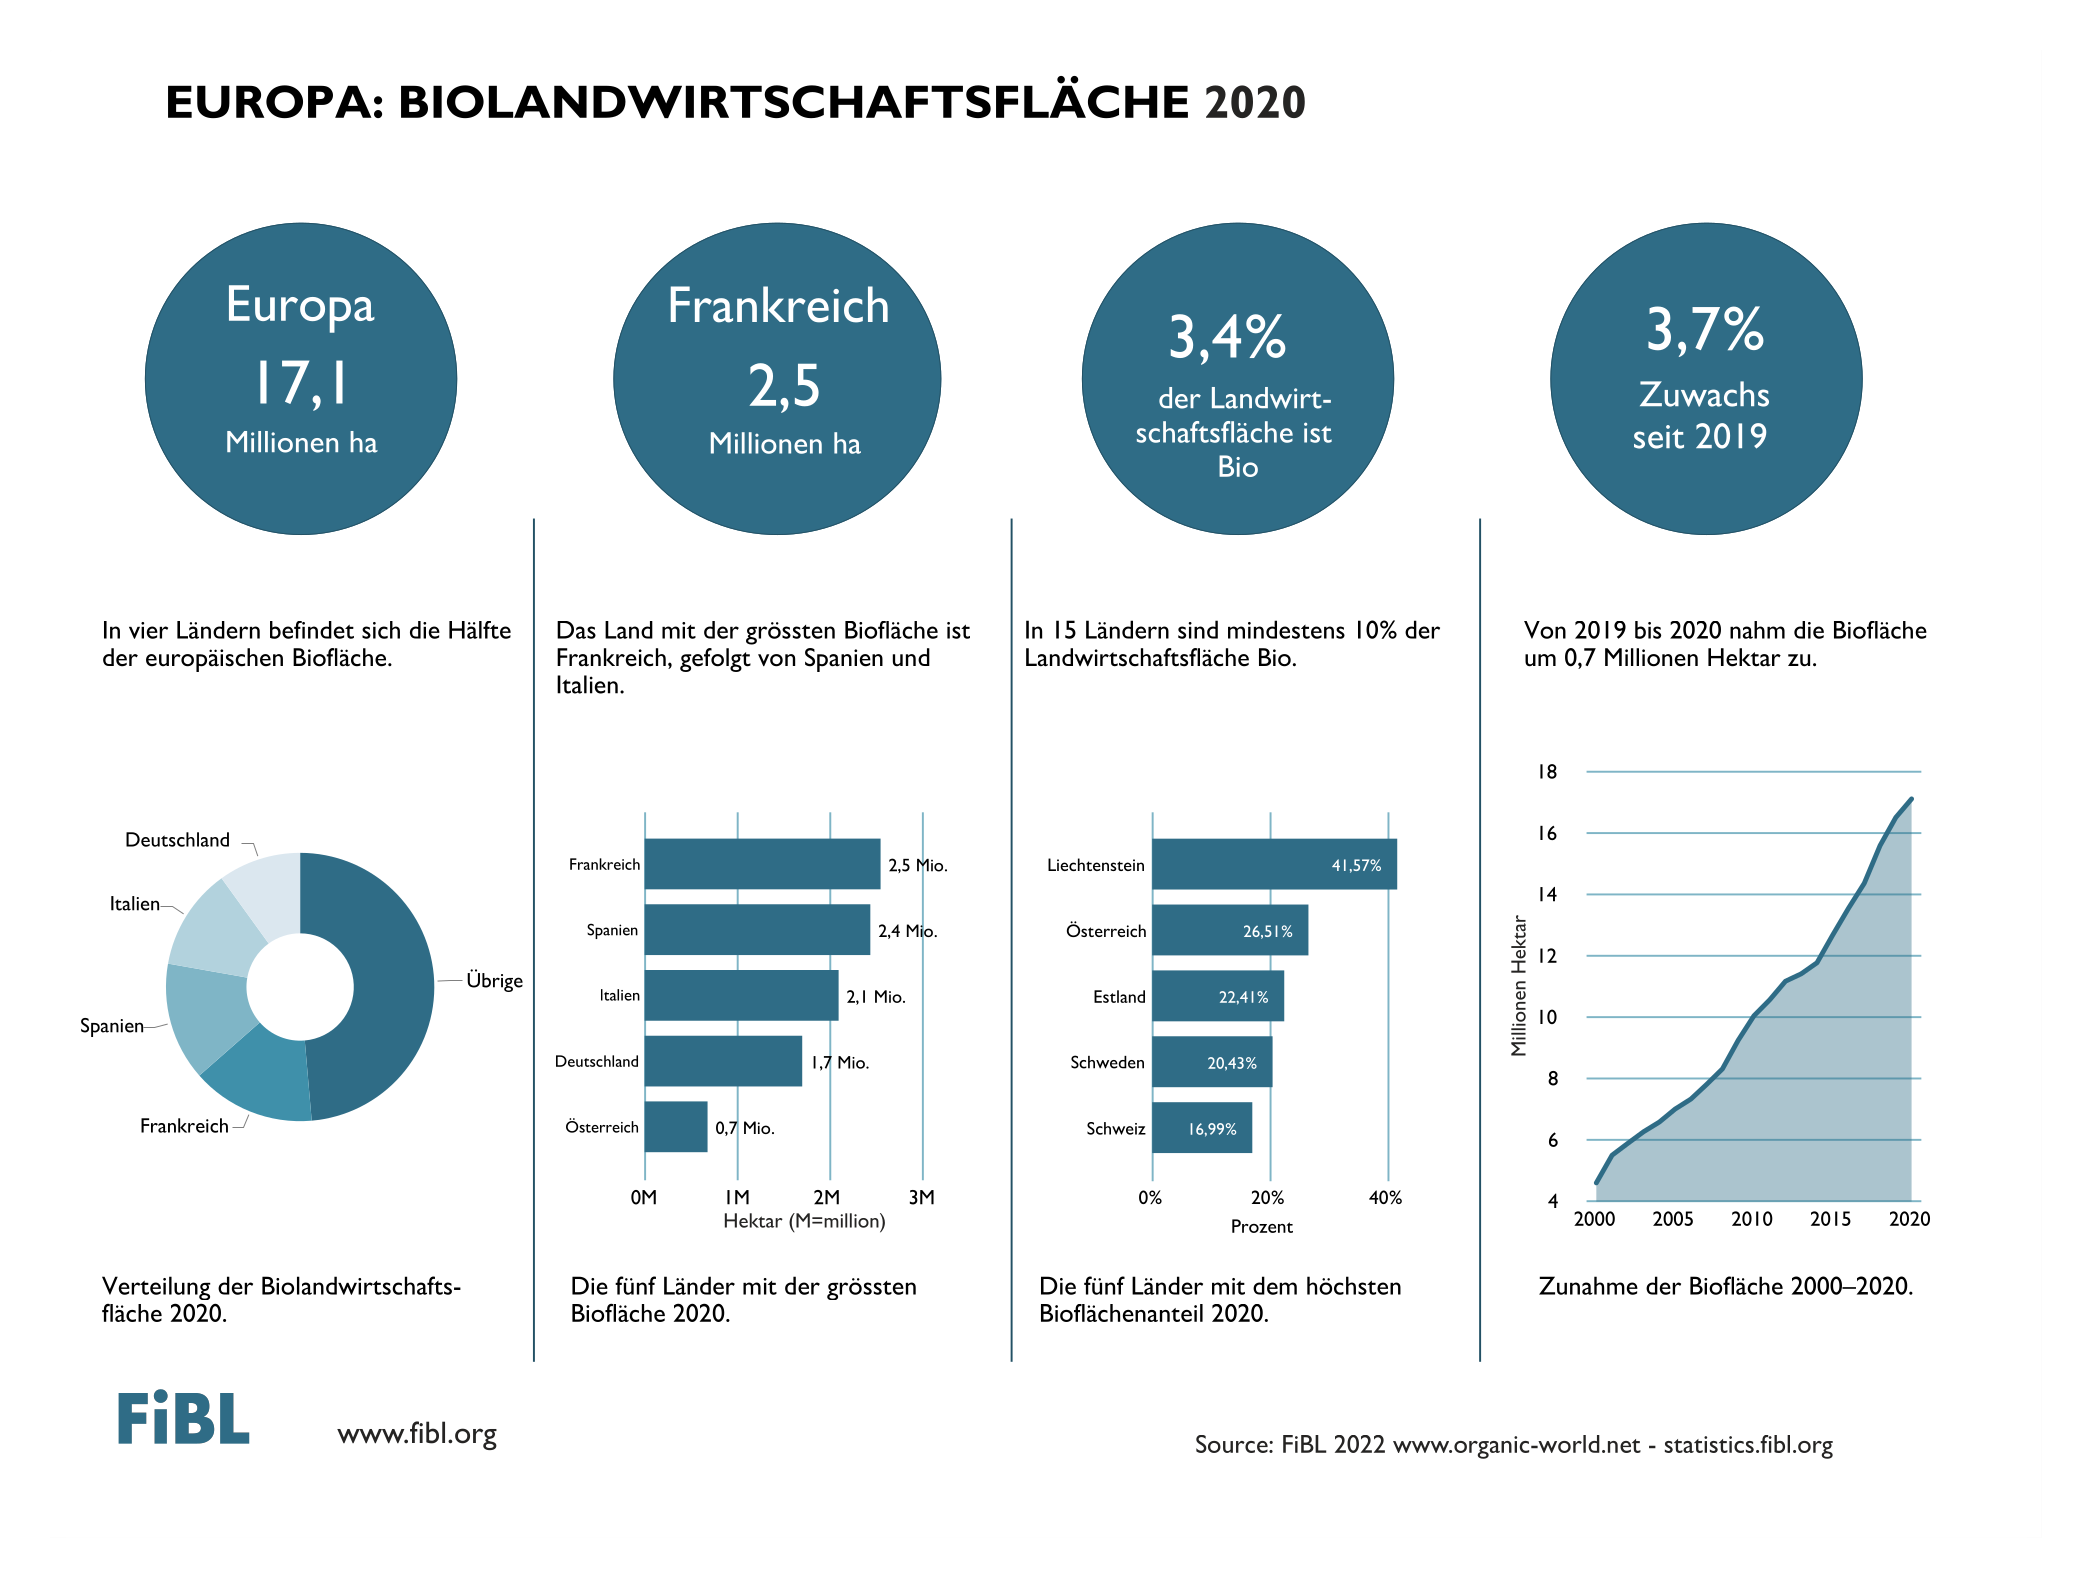 EUROPA: BIOLANDWIRTSCHAFTSFLÄCHE 2020
Europa
17,1
Millionen ha
Frankreich
2,5
Millionen ha
3,4%
der Landwirt-
schaftsfläche ist
Bio
3,7%
Zuwachs
seit 2019
In vier Ländern befindet sich die Hälfte
der europäischen Biofläche.
Das Land mit der grössten Biofläche ist
Frankreich, gefolgt von Spanien und
Italien.
In 15 Ländern sind mindestens 10% der
Landwirtschaftsfläche Bio.
Von 2019 bis 2020 nahm die Biofläche
um 0,7 Millionen Hektar zu.
Deutschland
Italien
Spanien
Frankreich
Übrige
Frankreich 2,5 Mio.
Spanien 2,4 Mio.
Italien 2,1 Mio.
Deutschland 1,7 Mio.
Österreich 0,7 Mio.
0M 1M 2M 3M
Hektar (M=million)
Liechtenstein 41,57%
Österreich 26,51%
Estland 22,41%
Schweden 20,43%
Schweiz 16,99%
0% 20% 40%
Prozent
Millionen Hektar
18
16
14
12
10
8
6
4
2000 2005 2010 2015 2020
Verteilung der Biolandwirtschafts-
fläche 2020.
Die fünf Länder mit der grössten
Biofläche 2020.
Die fünf Länder mit dem höchsten
Bioflächenanteil 2020.
Zunahme der Biofläche 2000–2020.
FiBL
www.fibl.org
Source: FiBL 2022 www.organic-world.net - statistics.fibl.org